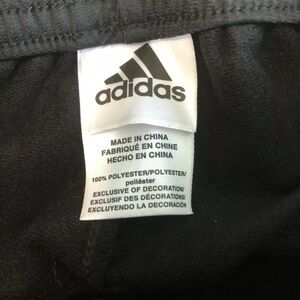 adidas
MADE IN CHINA
FABRIQUÉ EN CHINE
HECHO EN CHINA
100% POLYESTER/POLYESTER/
poliéster
EXCLUSIVE OF DECORATION/
EXCLUSIF DES DÉCORATIONS/
EXCLUYENDO LA DECORACIÓN